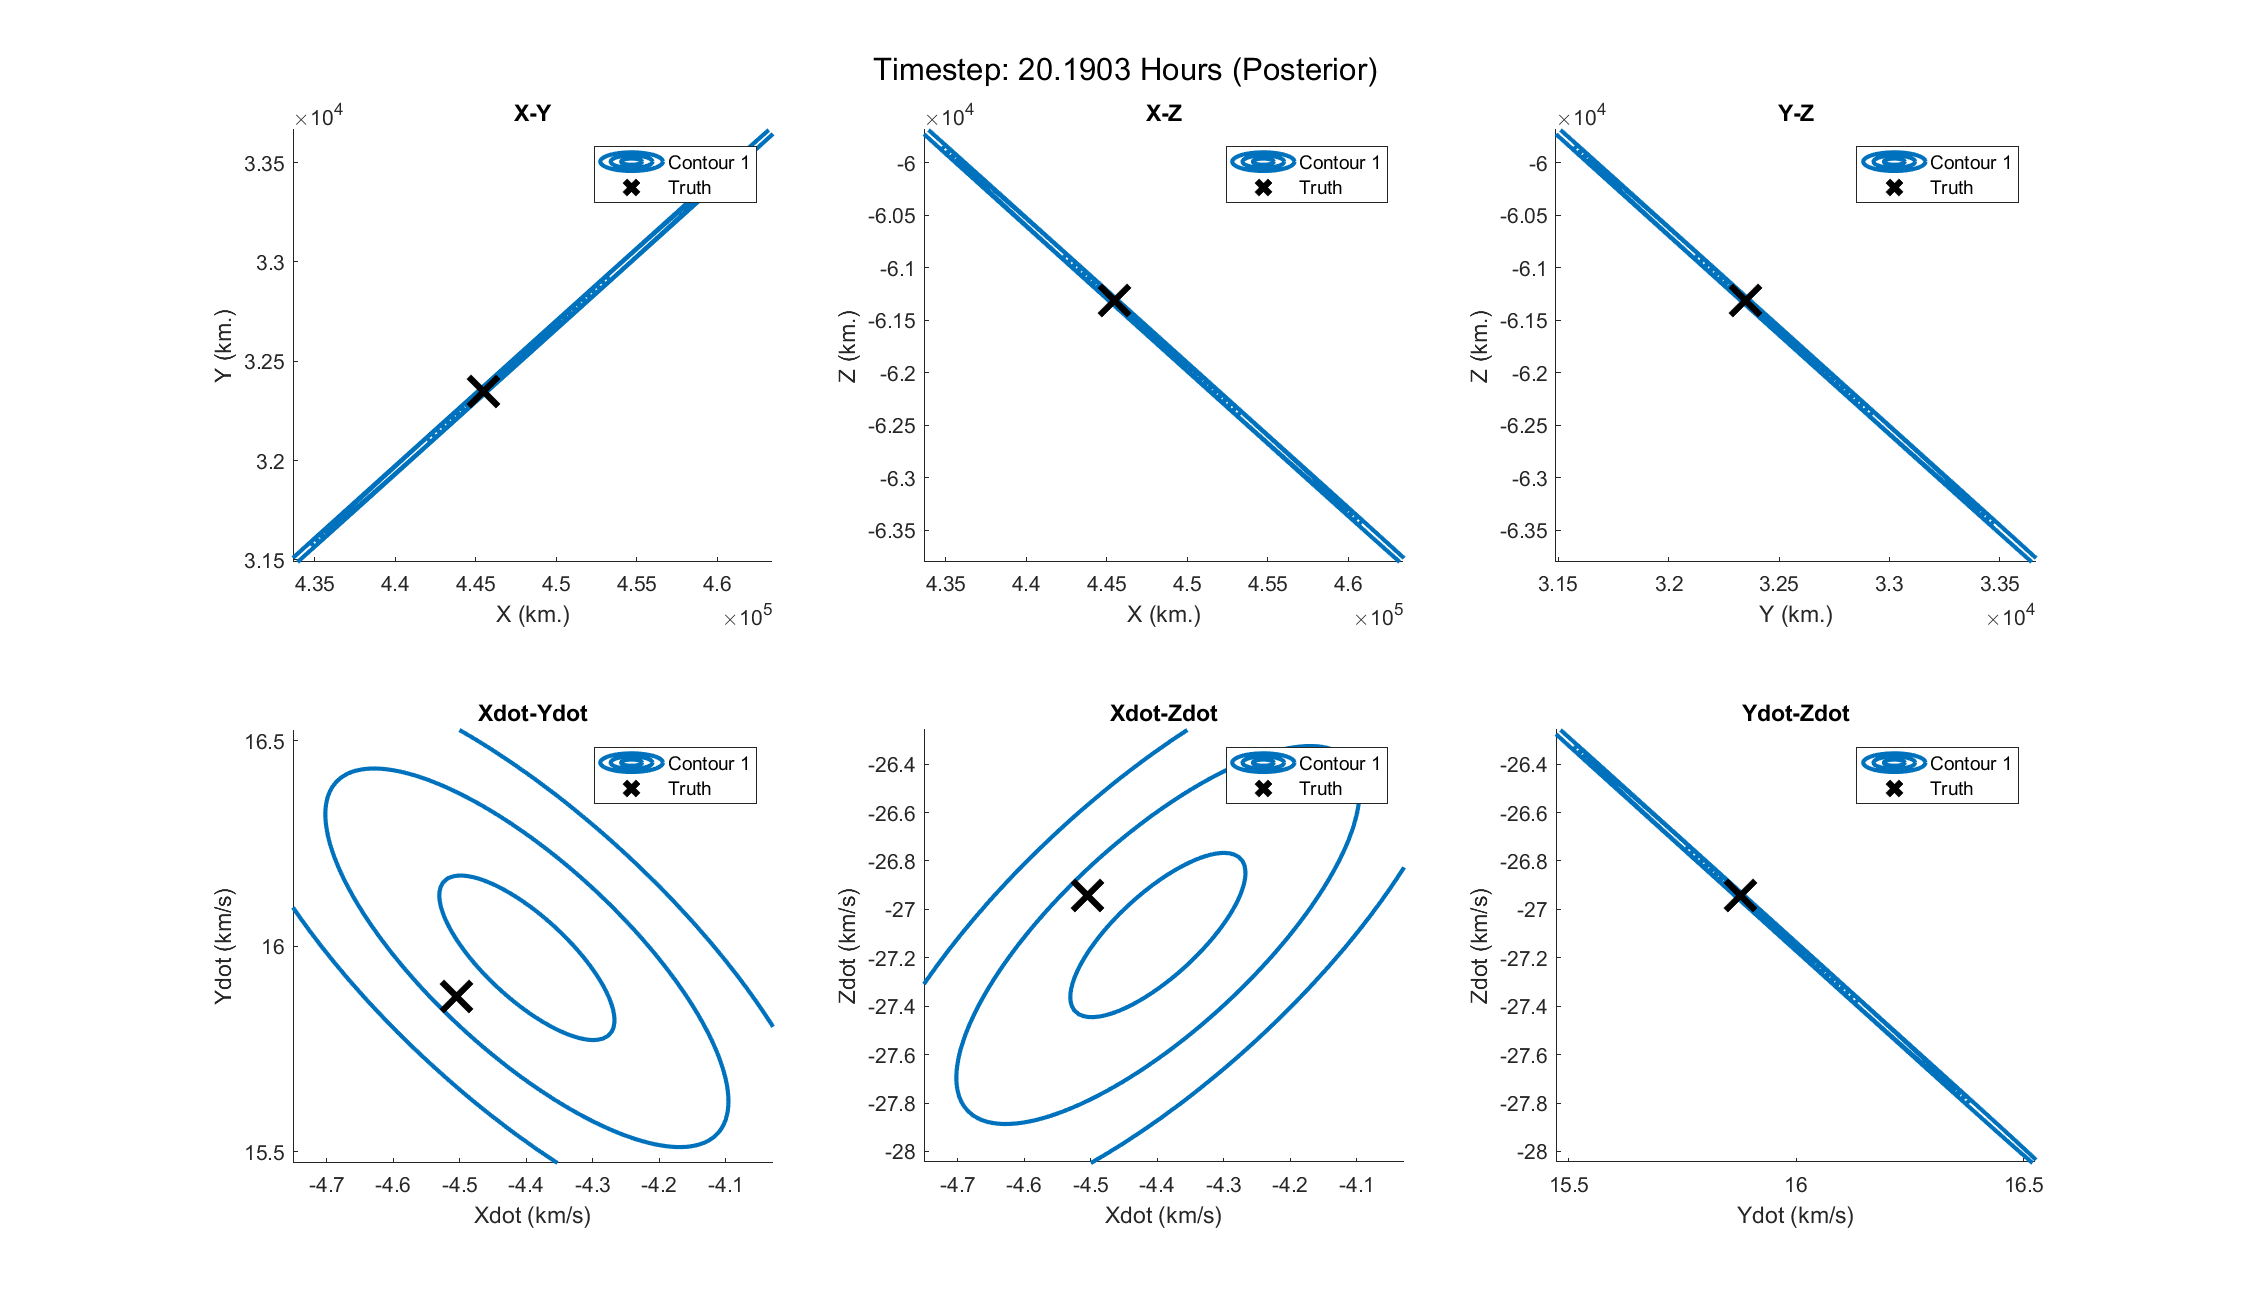 Timestep: 20.1903 Hours (Posterior)
X-Y
×10^4
3.35
3.3
3.25
3.2
3.15
Y (km.)
4.35 4.4 4.45 4.5 4.55 4.6
X (km.)
×10^5
Contour 1
Truth
X-Z
×10^4
-6
-6.05
-6.1
-6.15
-6.2
-6.25
-6.3
-6.35
Z (km.)
4.35 4.4 4.45 4.5 4.55 4.6
X (km.)
×10^5
Contour 1
Truth
Y-Z
×10^4
-6
-6.05
-6.1
-6.15
-6.2
-6.25
-6.3
-6.35
Z (km.)
3.15 3.2 3.25 3.3 3.35
Y (km.)
×10^4
Contour 1
Truth
Xdot-Ydot
16.5
16
15.5
Ydot (km/s)
-4.7 -4.6 -4.5 -4.4 -4.3 -4.2 -4.1
Xdot (km/s)
Contour 1
Truth
Xdot-Zdot
-26.4
-26.6
-26.8
-27
-27.2
-27.4
-27.6
-27.8
-28
Zdot (km/s)
-4.7 -4.6 -4.5 -4.4 -4.3 -4.2 -4.1
Xdot (km/s)
Contour 1
Truth
Ydot-Zdot
-26.4
-26.6
-26.8
-27
-27.2
-27.4
-27.6
-27.8
-28
Zdot (km/s)
15.5 16 16.5
Ydot (km/s)
Contour 1
Truth